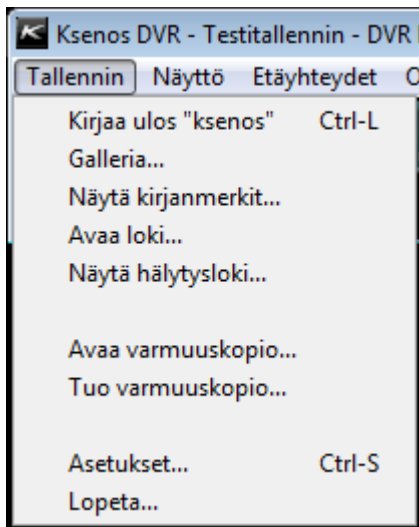 Ksenos DVR - Testitallennin - DVR
Tallennin Näyttö Etäyhteydet
Kirjaa ulos "ksenos" Ctrl-L
Galleria...
Näytä kirjanmerkit...
Avaa loki...
Näytä hälytysloki...
Avaa varmuuskopio...
Tuo varmuuskopio...
Asetukset... Ctrl-S
Lopeta...